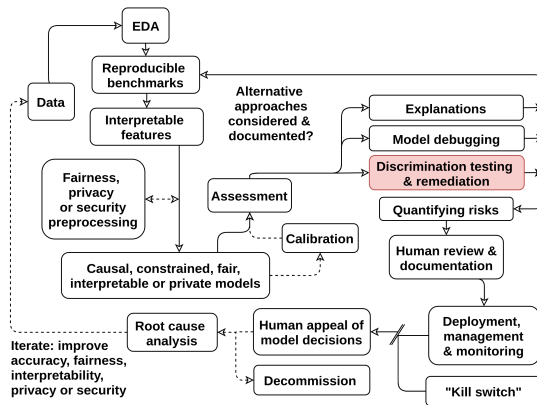 EDA
Reproducible
benchmarks
Data
Alternative
approaches
considered &
documented?
Explanations
Interpretable
features
Model debugging
Discrimination testing
& remediation
Fairness,
privacy
or security
preprocessing
Assessment
Quantifying risks
Calibration
Human review &
documentation
Causal, constrained, fair,
interpretable or private models
Root cause
analysis
Human appeal of
model decisions
Deployment,
management
& monitoring
Iterate: improve
accuracy, fairness,
interpretability,
privacy or security
Decommission
"Kill switch"